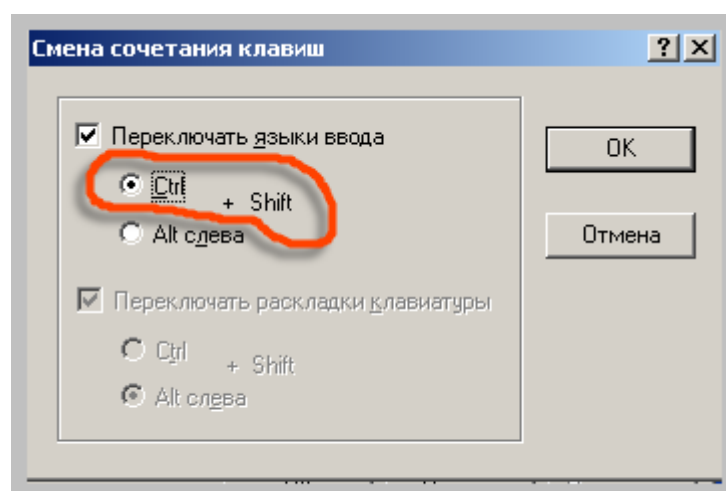 Смена сочетания клавиш
Переключать языки ввода
Ctrl
+ Shift
Alt слева
OK
Отмена
Переключать раскладки клавиатуры
Ctrl
+ Shift
Alt слева